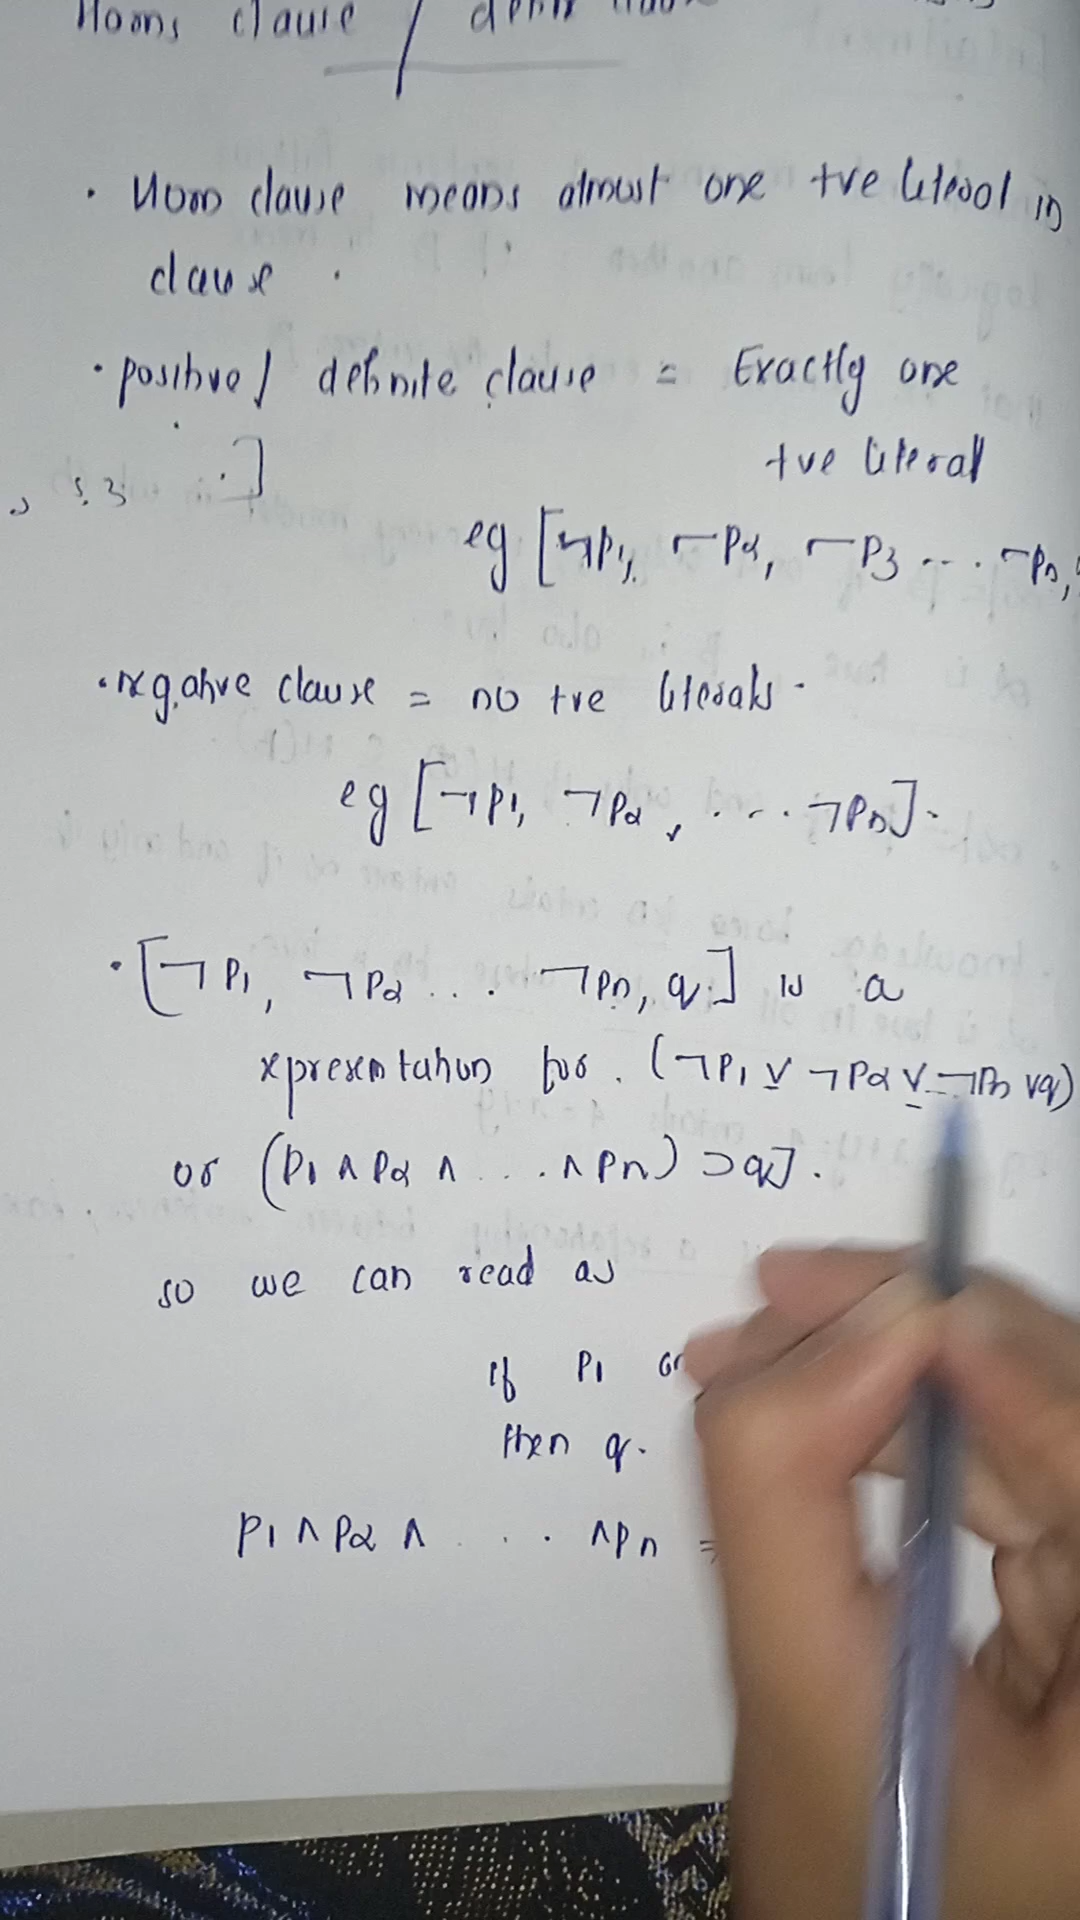 Horns clause /
· Horn clause means almost one +ve literal in
clause .
· positive / definite clause = Exactly one
+ve literal
eg [¬P1, ¬P2, ¬P3 ... ¬Pn,
· negative clause = no +ve literals.
eg [¬P1, ¬P2, .... ¬Pn].
· [¬P1, ¬P2 ... ¬Pn, q] is a
representation for. (¬P1 ∨ ¬P2 ∨ ... ¬Pn ∨q)
or (P1 ∧ P2 ∧ ... ∧ Pn) ⊃ q].
so we can read as
if P1
then q.
P1 ∧ P2 ∧ . . . ∧Pn